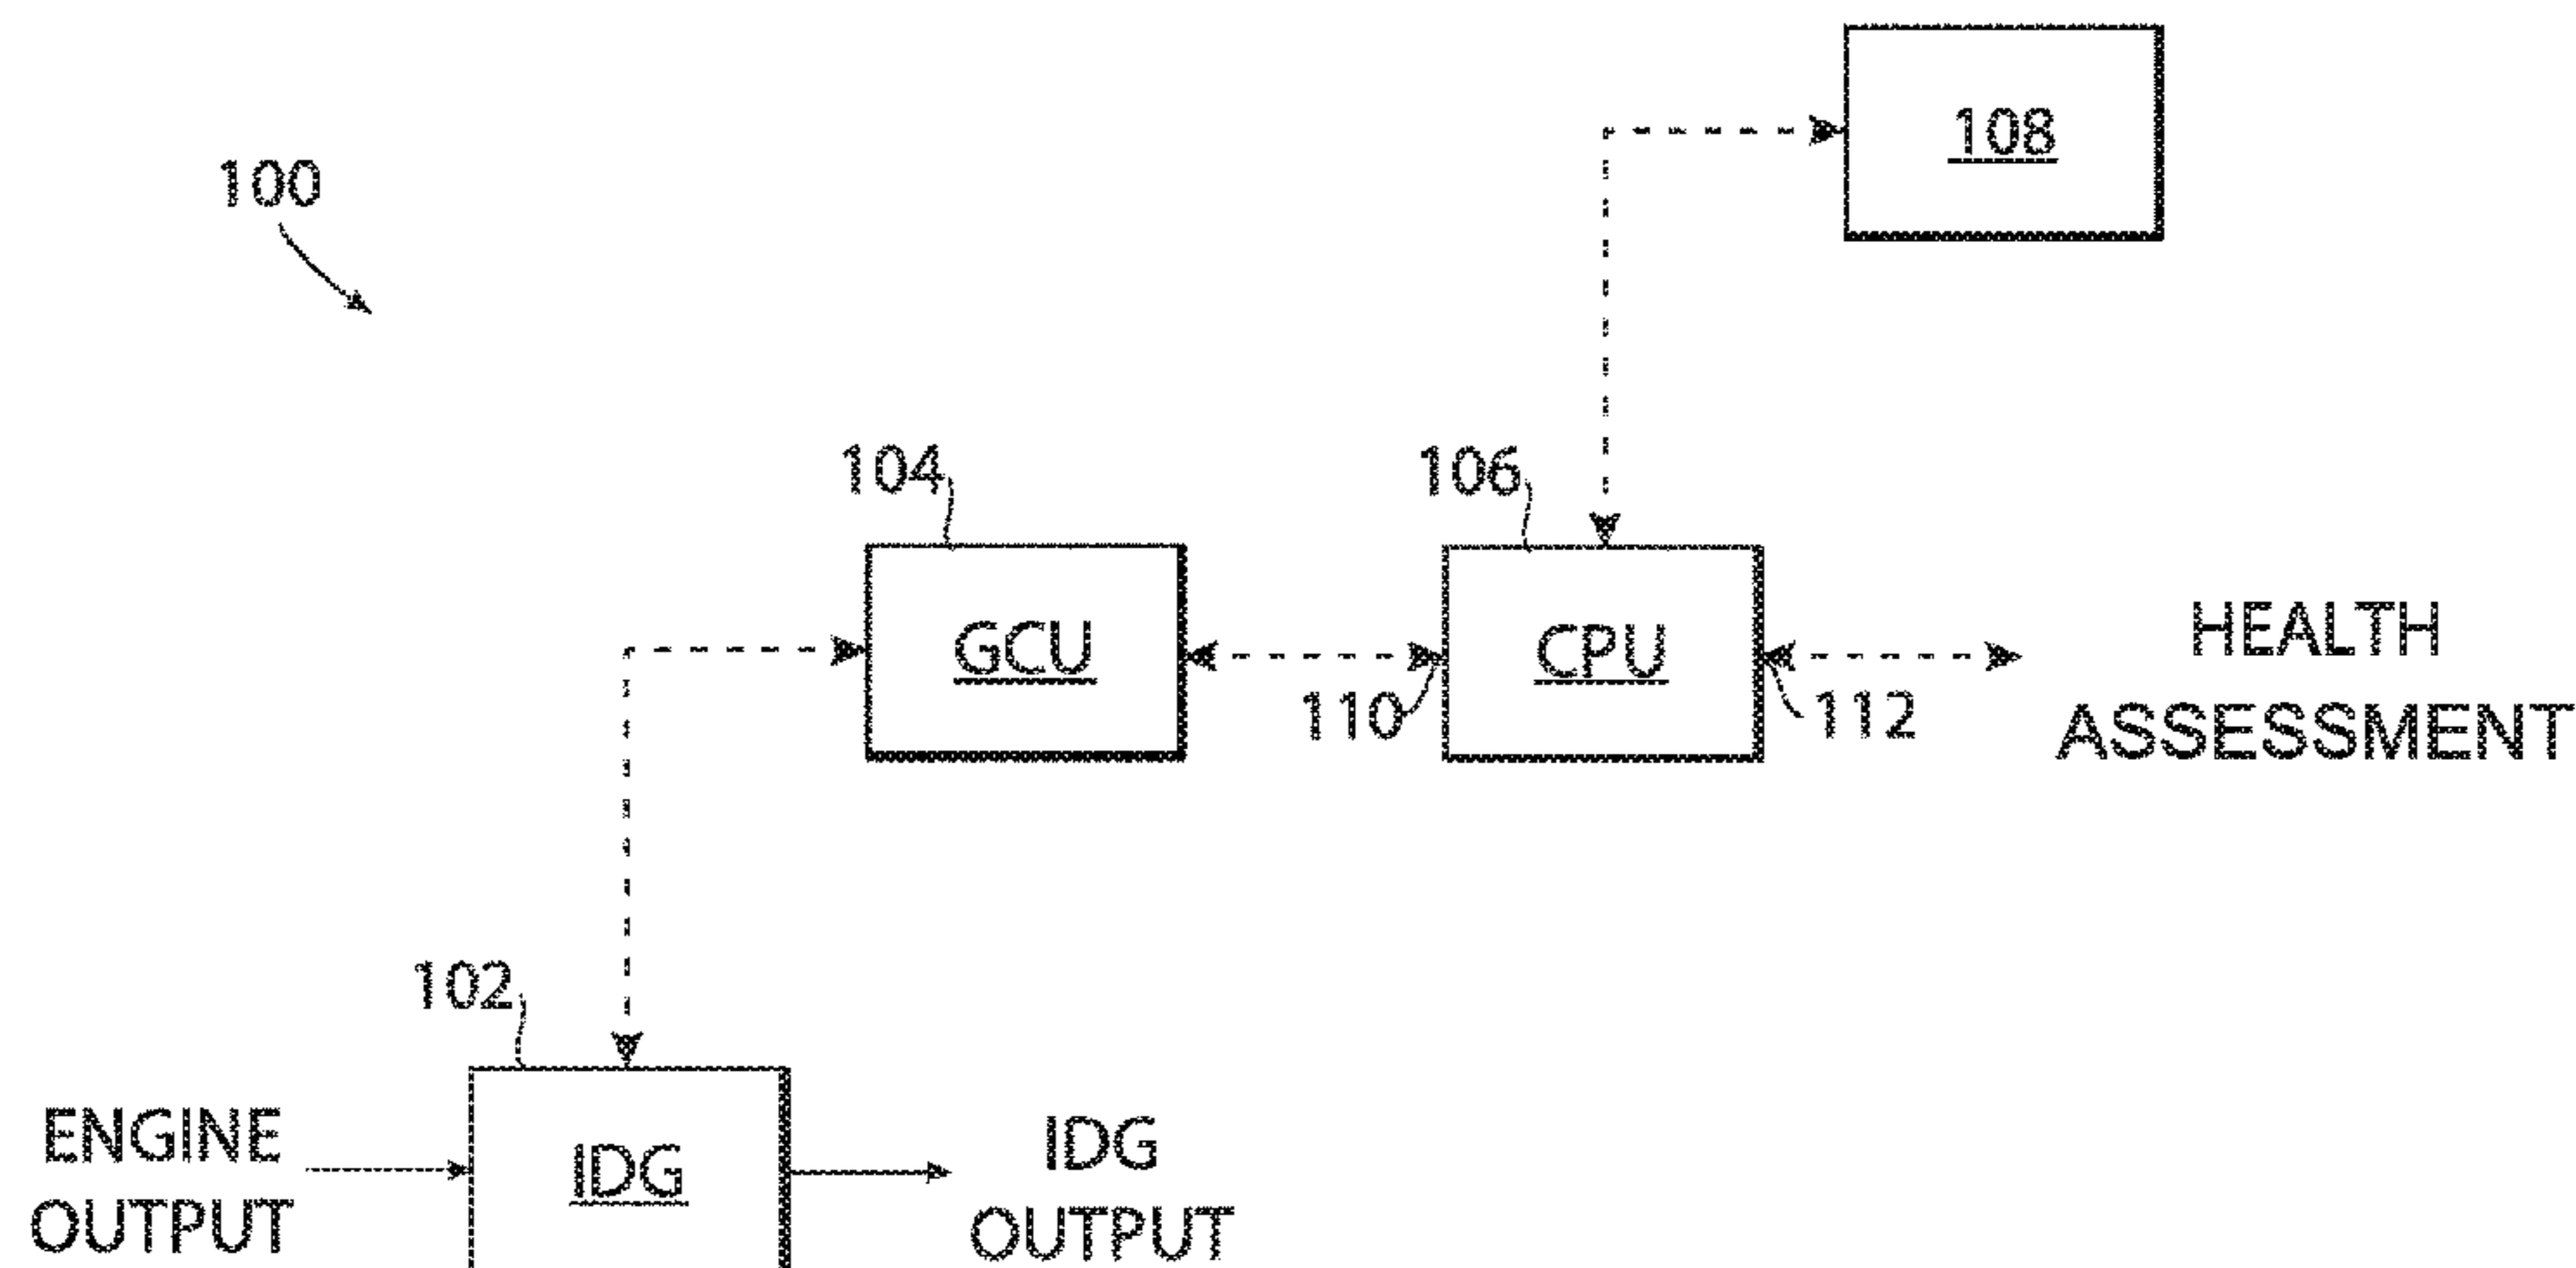 108
100
104
106
GCU
CPU
HEALTH
ASSESSMENT
110
112
102
ENGINE
OUTPUT
IDG
IDG
OUTPUT